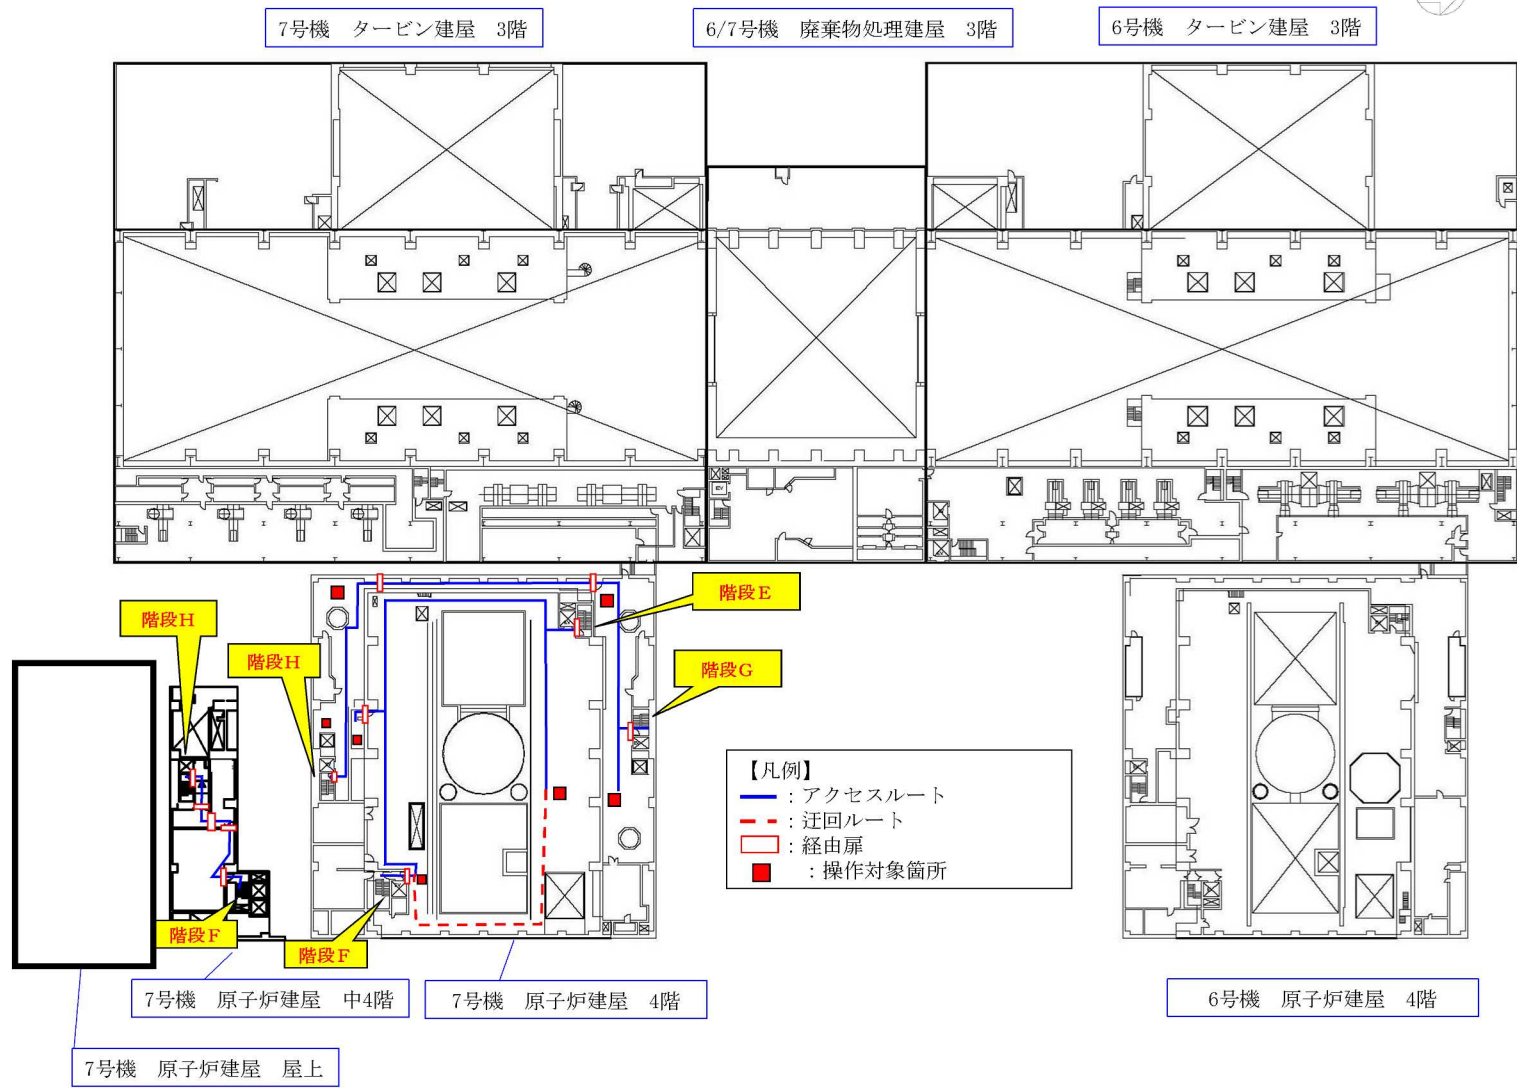 7号機 タービン建屋 3階
6/7号機 廃棄物処理建屋 3階
6号機 タービン建屋 3階
階段E
階段H
階段H
階段G
【凡例】
: アクセスルート
: 迂回ルート
: 経由扉
: 操作対象箇所
階段F
階段F
7号機 原子炉建屋 中4階
7号機 原子炉建屋 4階
6号機 原子炉建屋 4階
7号機 原子炉建屋 屋上